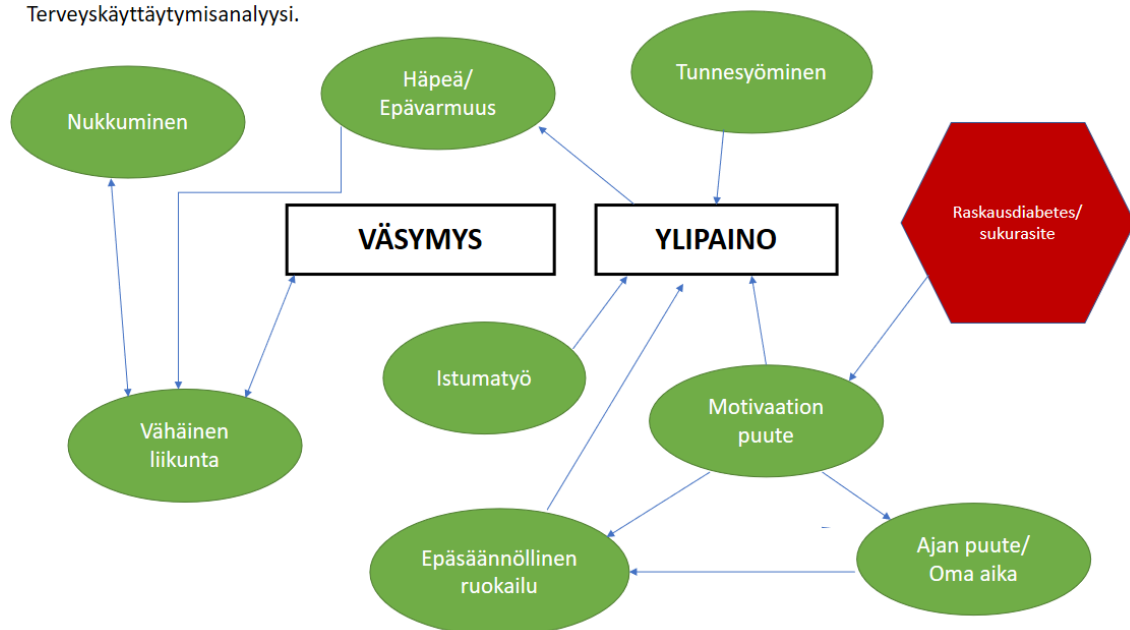 Terveyskäyttäytymisanalyysi.
Häpeä/
Epävarmuus
Tunnesyöminen
Nukkuminen
Raskausdiabetes/
sukurasite
VÄSYMYS
YLIPAINO
Istumatyö
Motivaation
puute
Vähäinen
liikunta
Epäsäännöllinen
ruokailu
Ajan puute/
Oma aika